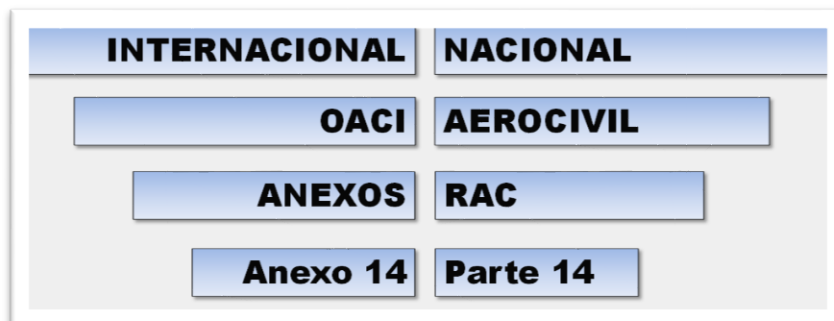 INTERNACIONAL NACIONAL
OACI AEROCIVIL
ANEXOS RAC
Anexo 14 Parte 14